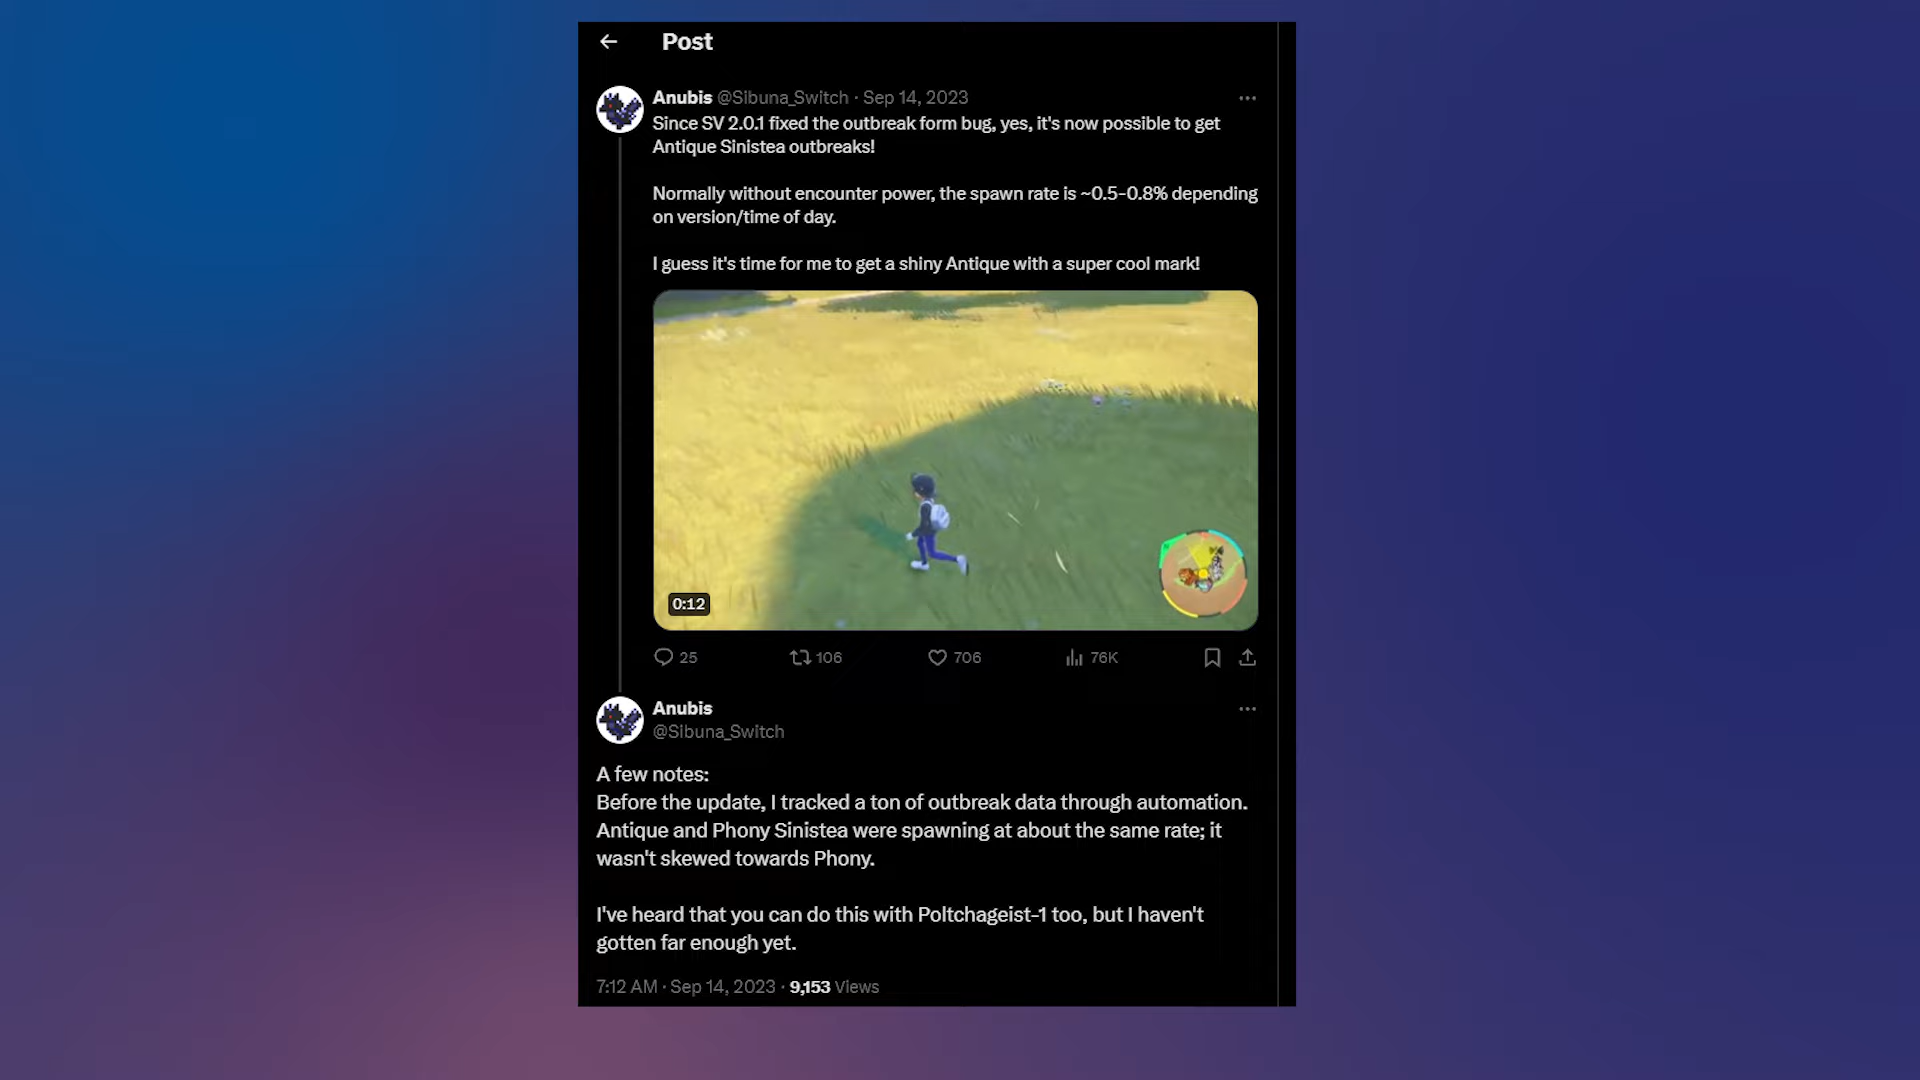 Post
Anubis @Sibuna_Switch · Sep 14, 2023
Since SV 2.0.1 fixed the outbreak form bug, yes, it's now possible to get
Antique Sinistea outbreaks!
Normally without encounter power, the spawn rate is ~0.5-0.8% depending
on version/time of day.
I guess it's time for me to get a shiny Antique with a super cool mark!
0:12
25 106 706 76K
Anubis
@Sibuna_Switch
A few notes:
Before the update, I tracked a ton of outbreak data through automation.
Antique and Phony Sinistea were spawning at about the same rate; it
wasn't skewed towards Phony.
I've heard that you can do this with Poltchageist-1 too, but I haven't
gotten far enough yet.
7:12 AM · Sep 14, 2023 · 9,153 Views